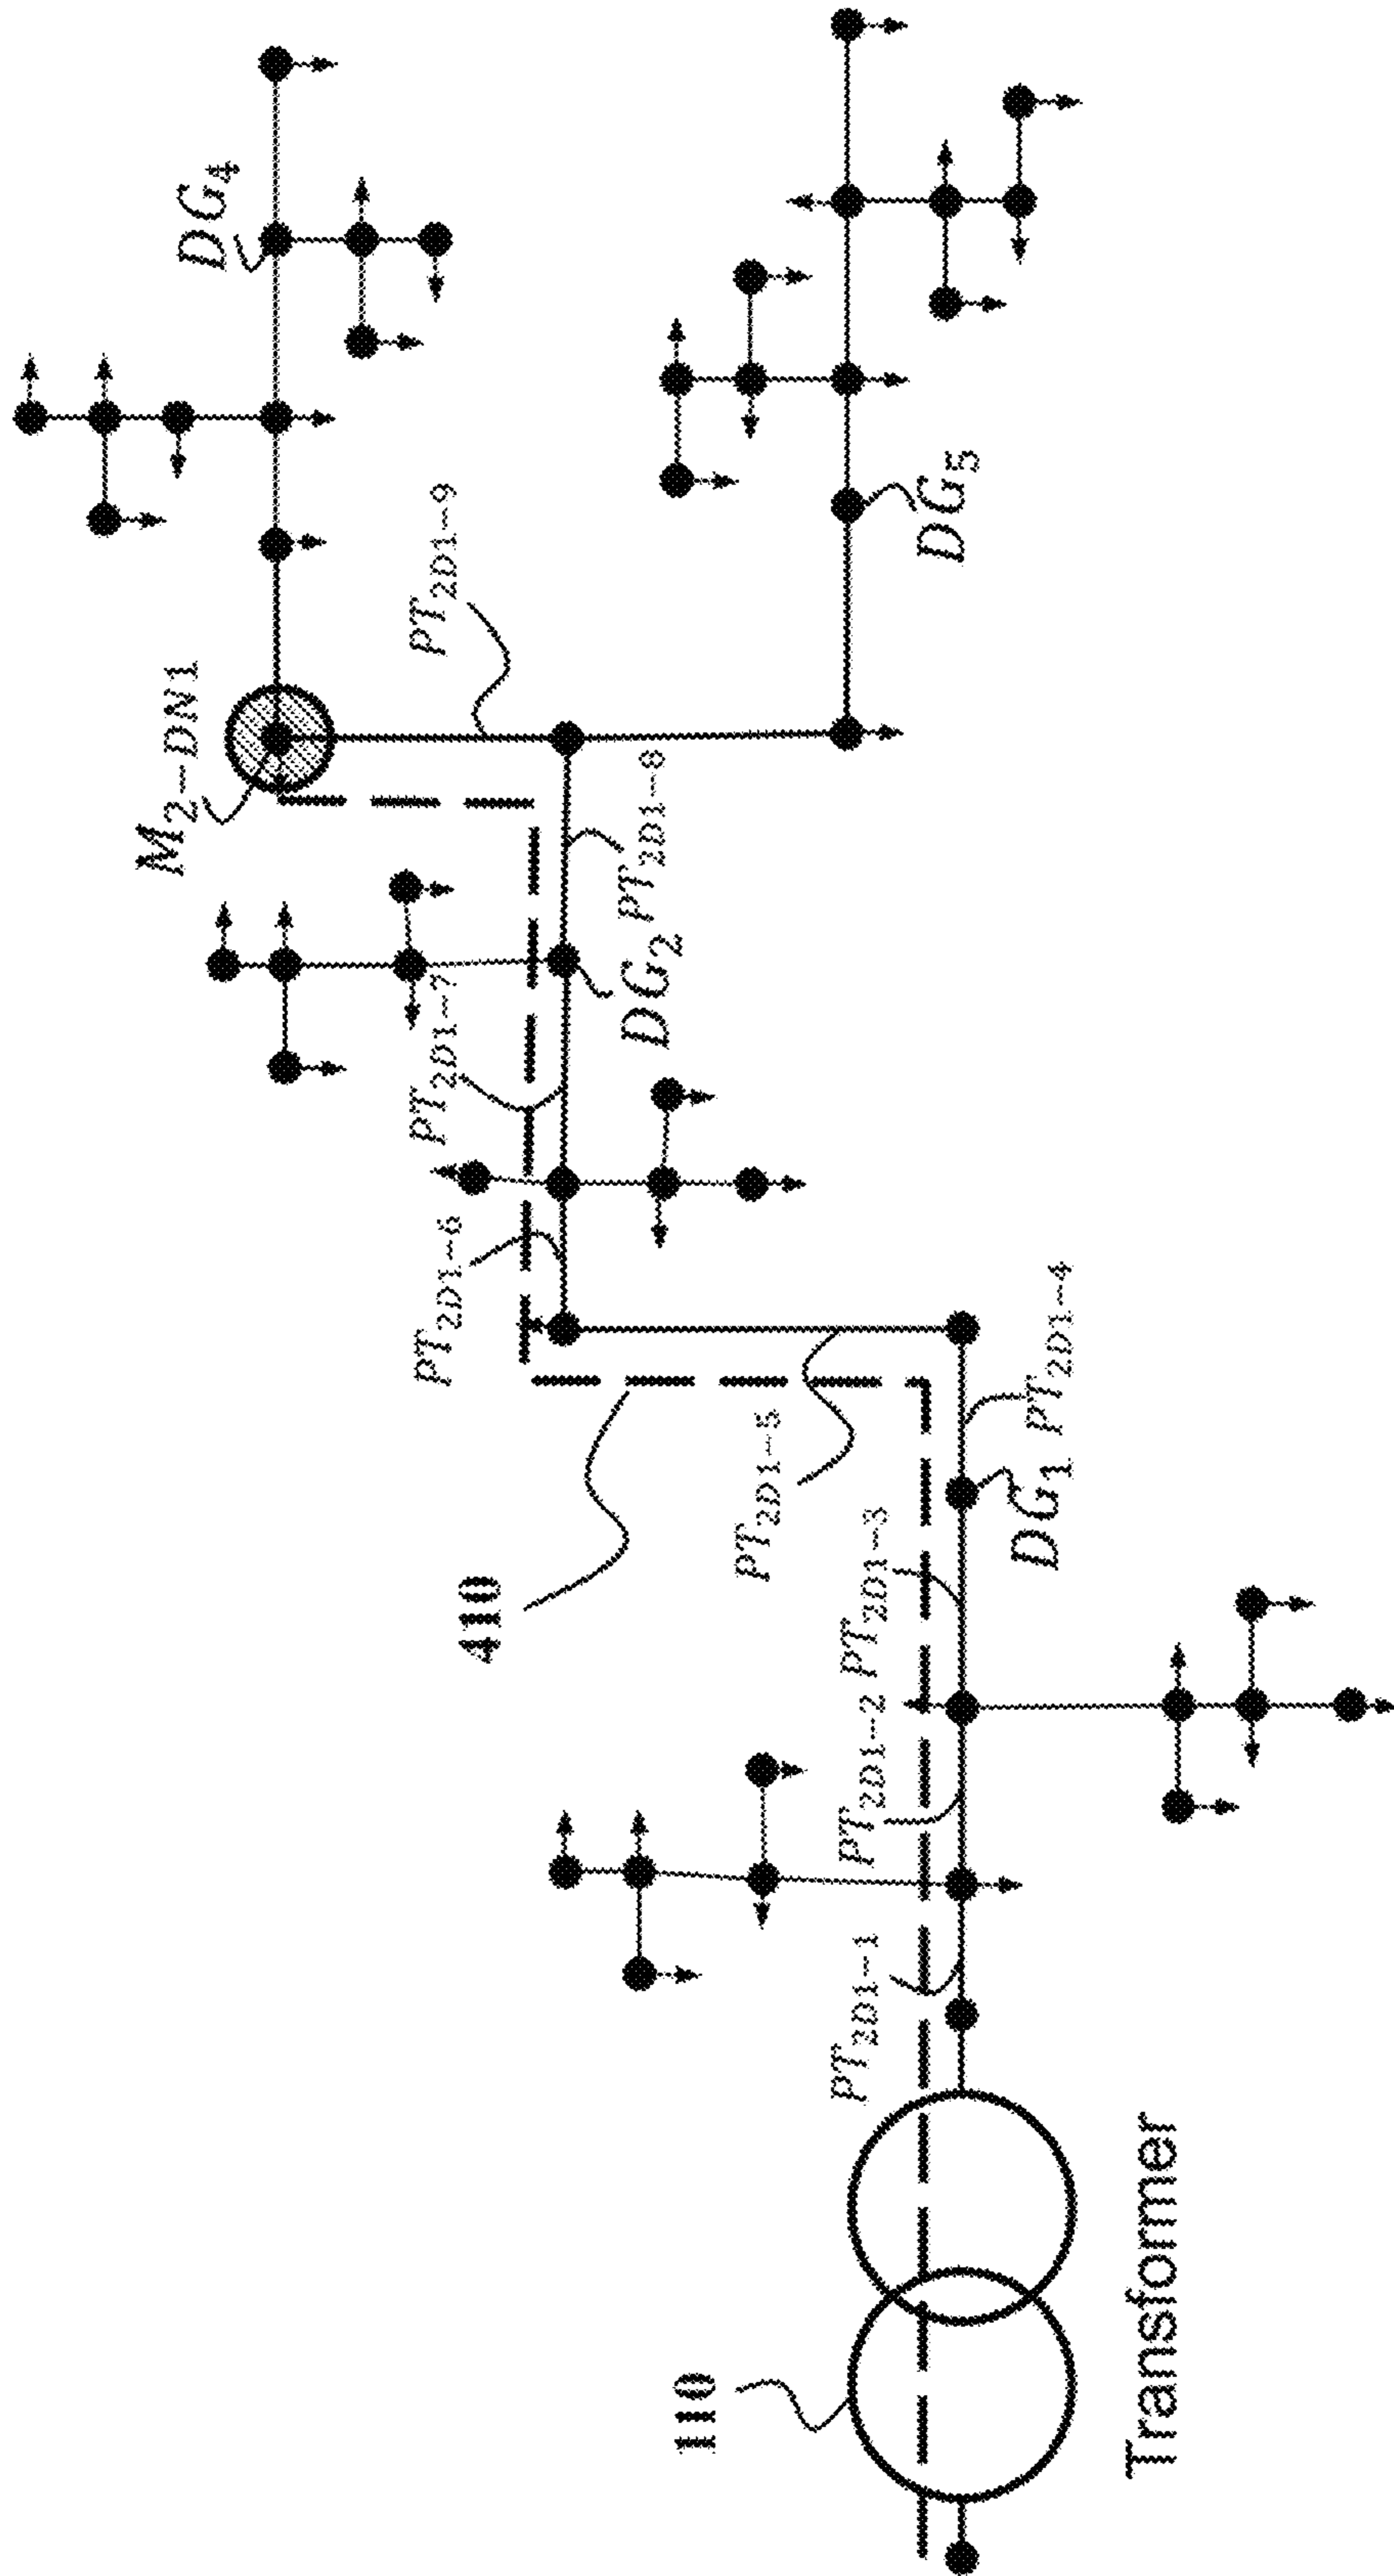 M₂₋DN1
DG₄
PT₂D₁₋₉
PT₂D₁₋₇
PT₂D₁₋₆
DG₂
PT₂D₁₋₈
DG₅
410
PT₂D₁₋₅
110
PT₂D₁₋₁
PT₂D₁₋₂
PT₂D₁₋₃
DG₁
PT₂D₁₋₄
Transformer